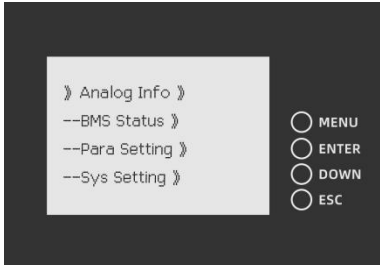 》 Analog Info 》
--BMS Status 》
--Para Setting 》
--Sys Setting 》
MENU
ENTER
DOWN
ESC